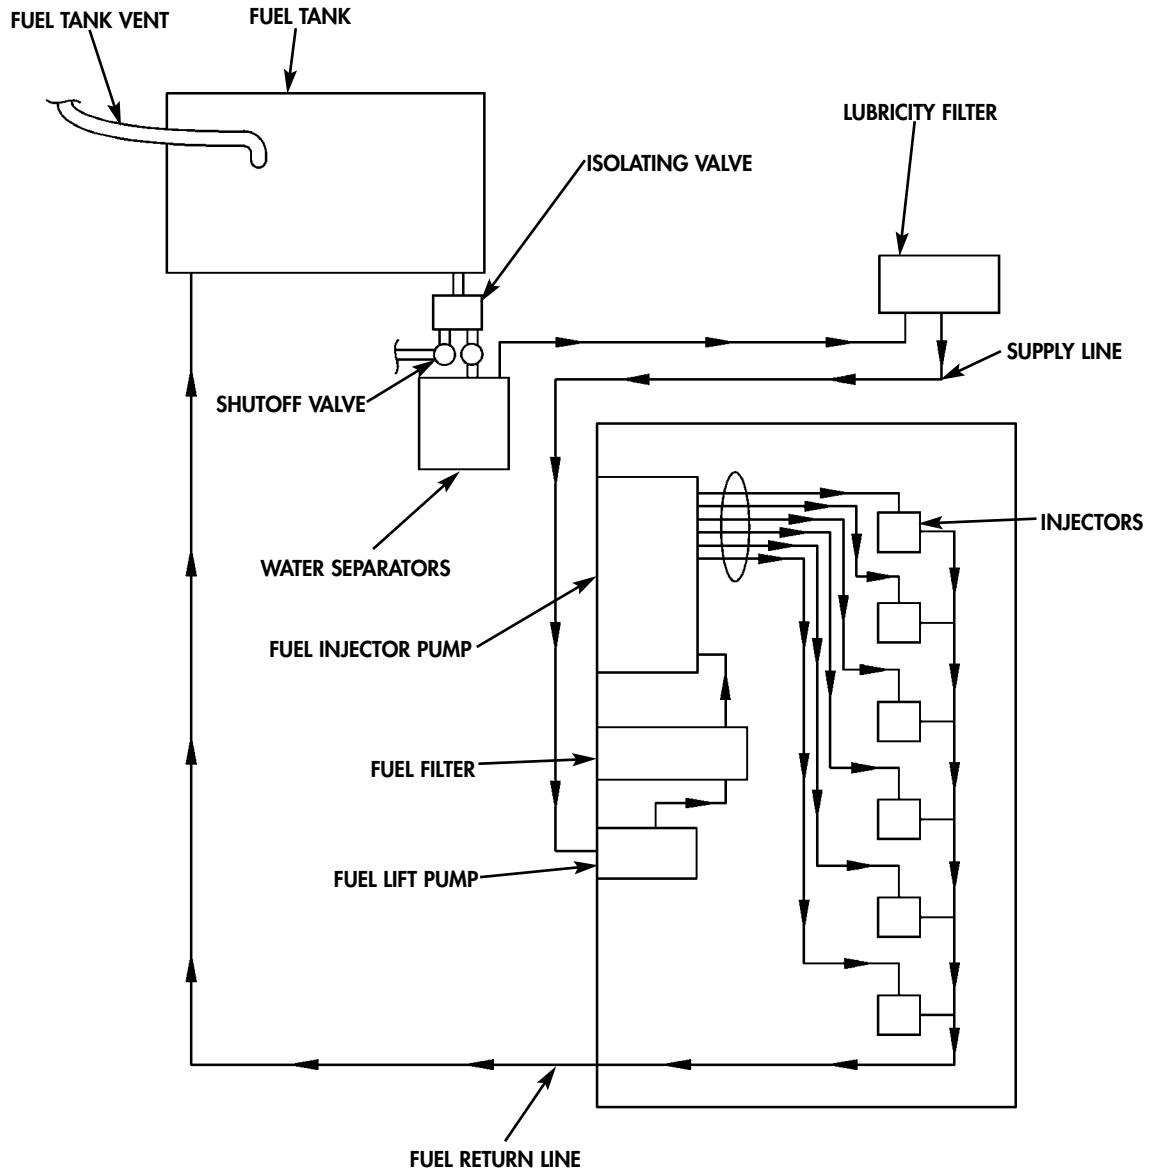 FUEL TANK VENT
FUEL TANK
LUBRICITY FILTER
ISOLATING VALVE
SUPPLY LINE
SHUTOFF VALVE
INJECTORS
WATER SEPARATORS
FUEL INJECTOR PUMP
FUEL FILTER
FUEL LIFT PUMP
FUEL RETURN LINE